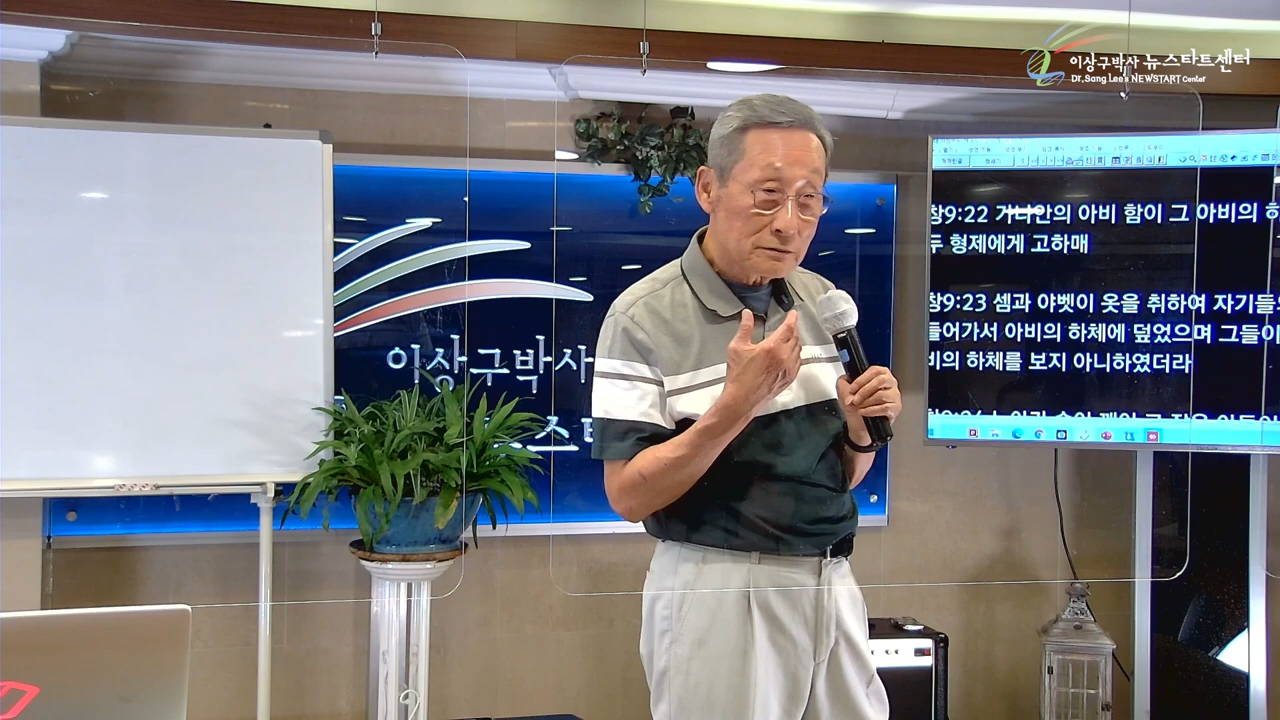 이상구박사 뉴스타트센터
Dr. Sang Lee's NEWSTART Center
이상구박사
뉴스타
창9:22 가나안의 아비 함이 그 아비의 하
두 형제에게 고하매
창9:23 셈과 야벳이 옷을 취하여 자기들
들어가서 아비의 하체에 덮었으며 그들이
비의 하체를 보지 아니하였더라